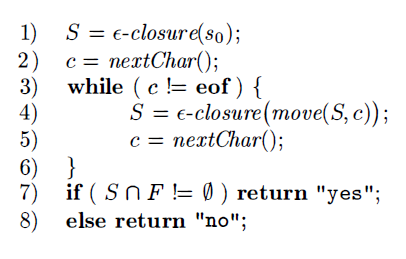 1) S = ϵ-closure(s₀);
2) c = nextChar();
3) while ( c != eof ) {
4) S = ϵ-closure(move(S, c));
5) c = nextChar();
6) }
7) if ( S ∩ F != ∅ ) return "yes";
8) else return "no";